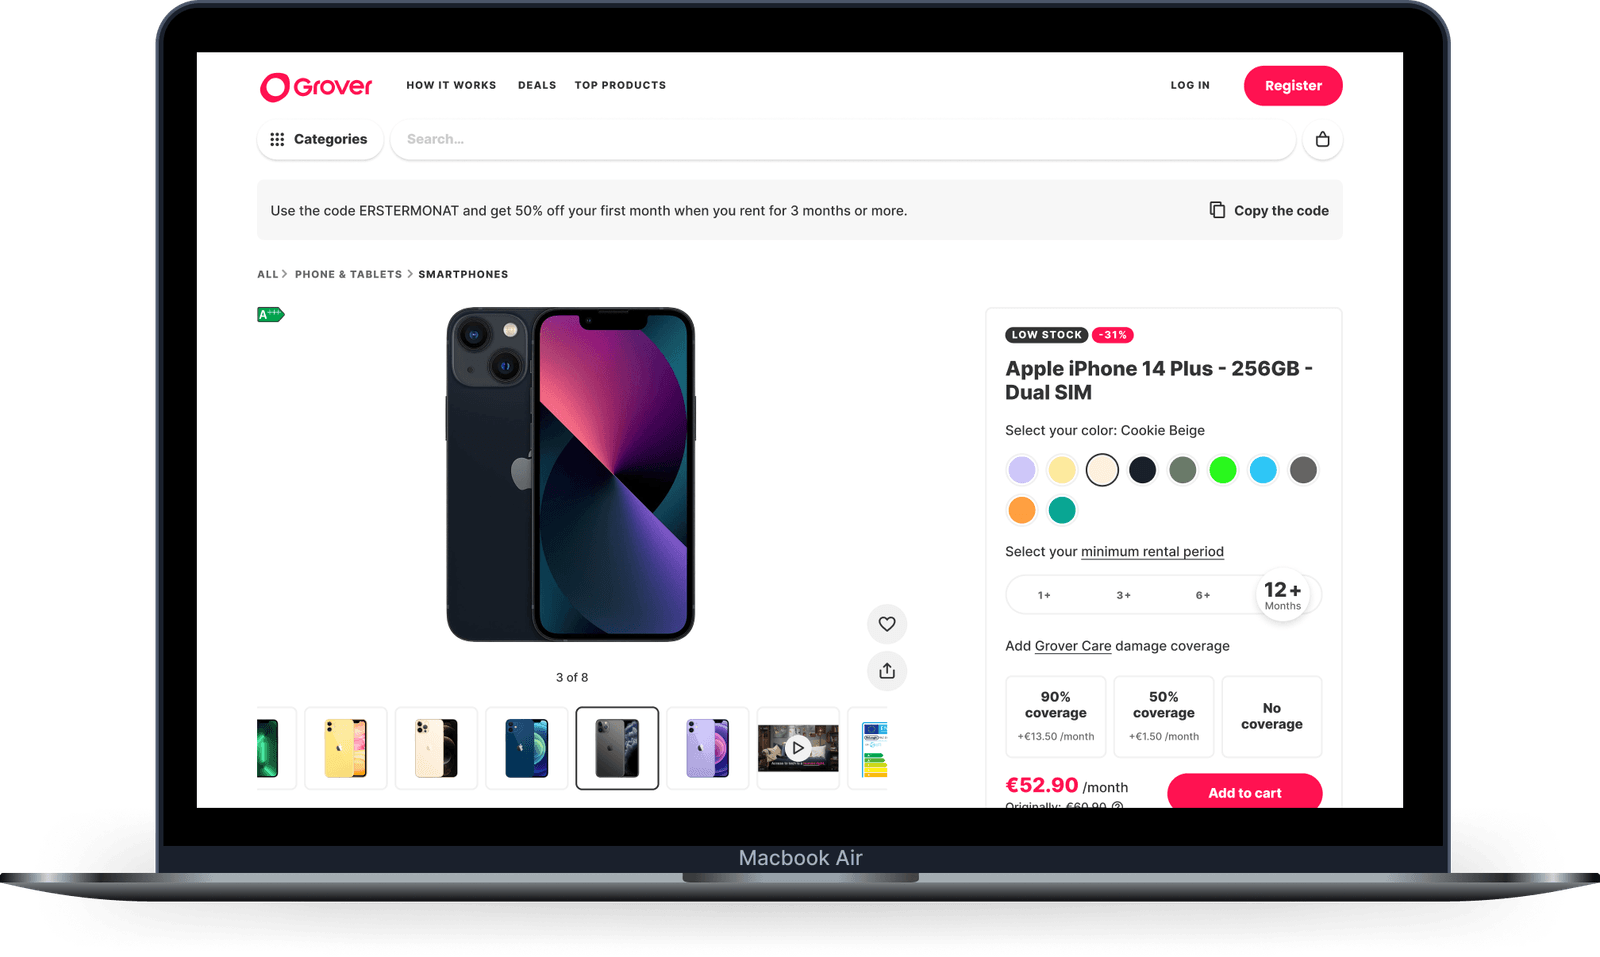 Grover
HOW IT WORKS
DEALS
TOP PRODUCTS
LOG IN
Register
Categories
Search...
Use the code ERSTERMONAT and get 50% off your first month when you rent for 3 months or more.
Copy the code
ALL > PHONE & TABLETS > SMARTPHONES
A+++
LOW STOCK
-31%
Apple iPhone 14 Plus - 256GB -
Dual SIM
Select your color: Cookie Beige
Select your minimum rental period
1+
3+
6+
12+
Months
Add Grover Care damage coverage
90%
coverage
+€13.50 /month
50%
coverage
+€1.50 /month
No
coverage
€52.90 /month
Originally: €60.90
Add to cart
3 of 8
Macbook Air